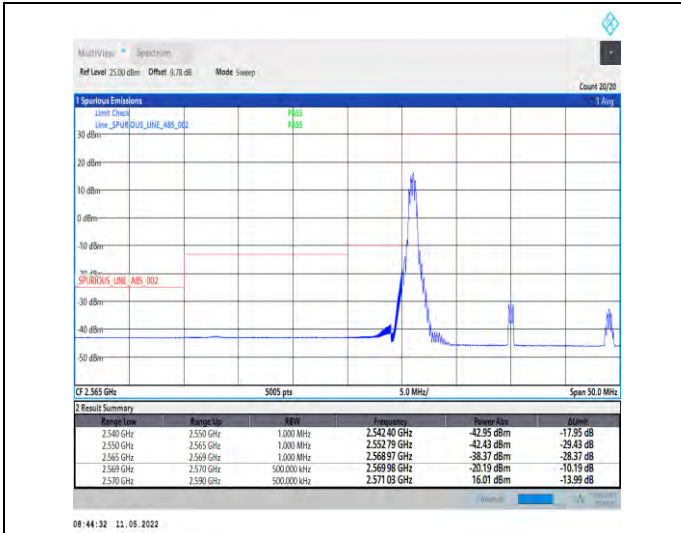 MultiView Spectrum
Ref Level 25.00 dBm Offset 9.78 dB Mode Sweep
Count 20/20
1 Spurious Emissions 1 Avg
Limit Check PASS
Line _SPURIOUS_LINE_ABS_002 PASS
30 dBm
20 dBm
10 dBm
0 dBm
-10 dBm
-20 dBm
SPURIOUS_LINE_ABS_002
-30 dBm
-40 dBm
-50 dBm
CF 2.565 GHz 5005 pts 5.0 MHz/ Span 50.0 MHz
2 Result Summary
Range Low Range Up RBW Frequency Power Abs ΔLimit
2.540 GHz 2.550 GHz 1.000 MHz 2.542 40 GHz -42.95 dBm -17.95 dB
2.550 GHz 2.565 GHz 1.000 MHz 2.552 79 GHz -42.43 dBm -29.43 dB
2.565 GHz 2.569 GHz 1.000 MHz 2.568 97 GHz -38.37 dBm -28.37 dB
2.569 GHz 2.570 GHz 500.000 kHz 2.569 98 GHz -20.19 dBm -10.19 dB
2.570 GHz 2.590 GHz 500.000 kHz 2.571 03 GHz 16.01 dBm -13.99 dB
08:44:32 11.05.2022